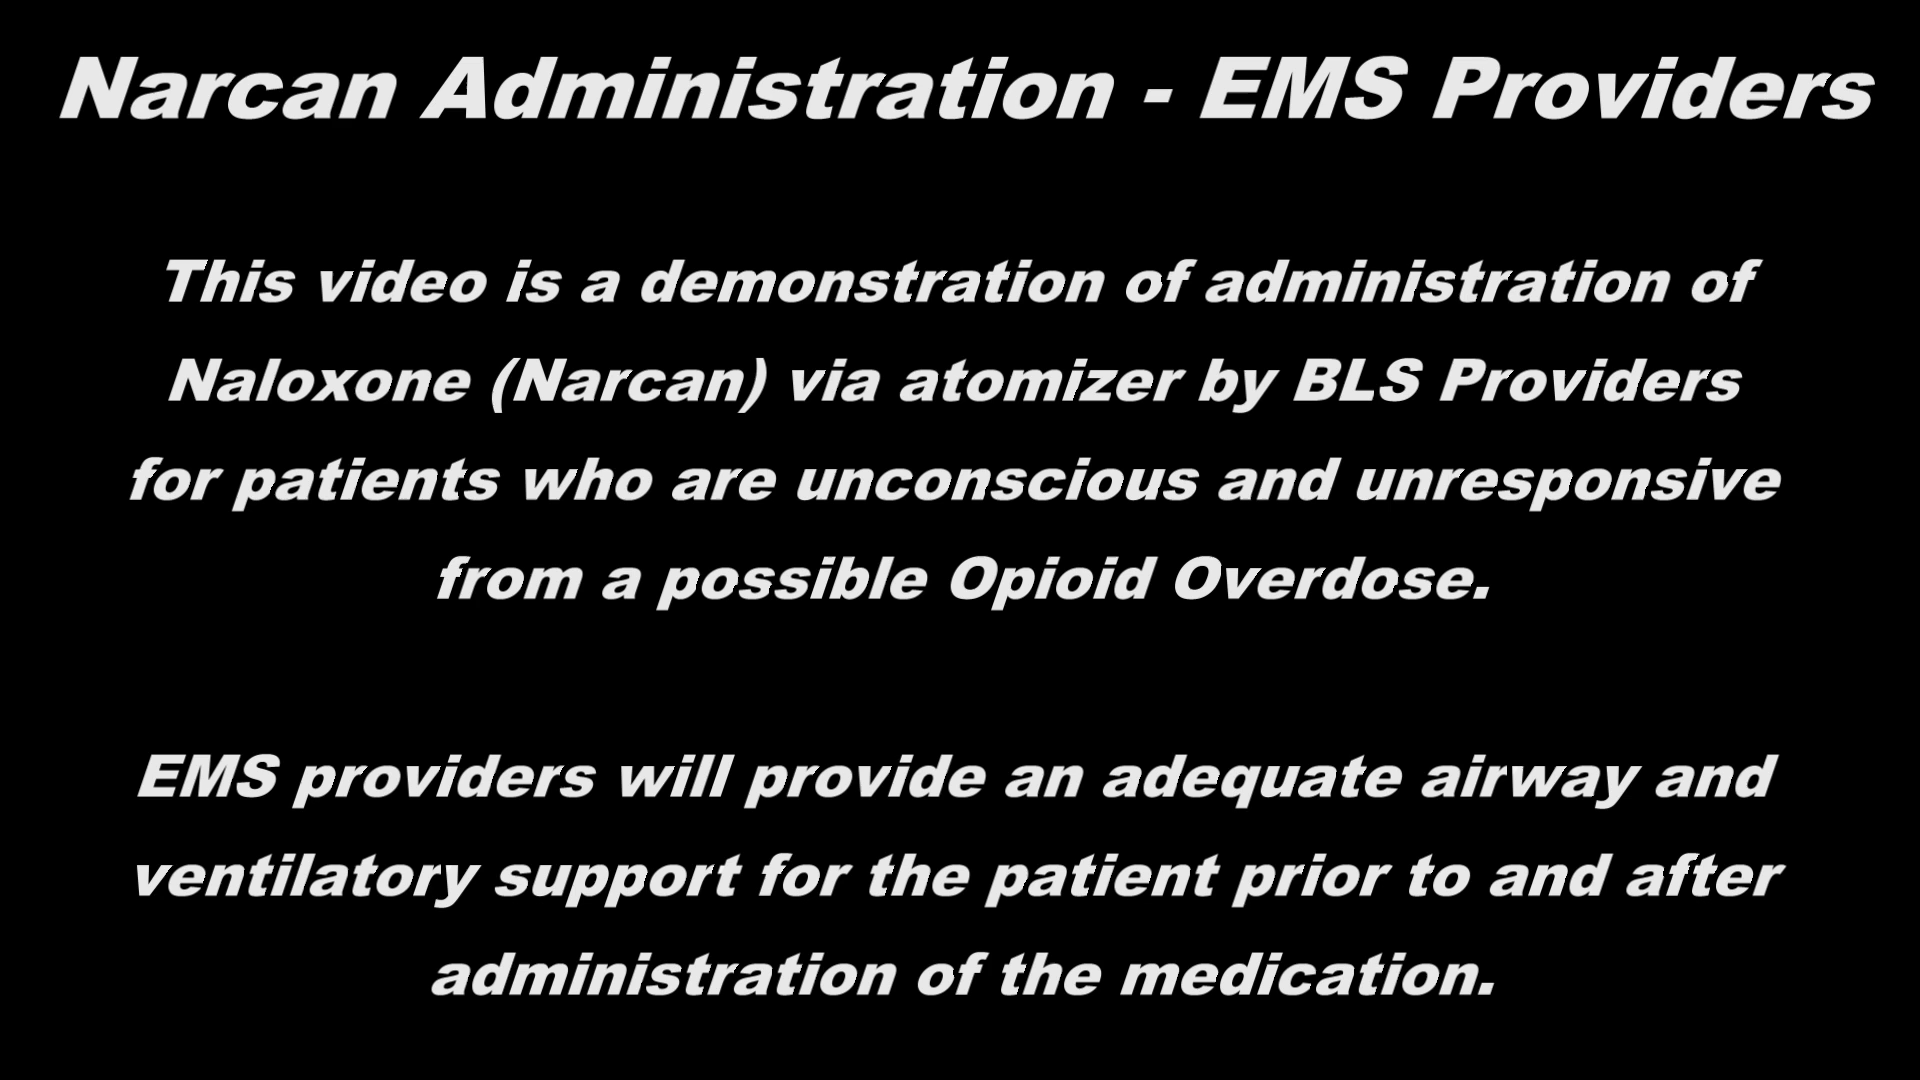 Narcan Administration - EMS Providers
This video is a demonstration of administration of
Naloxone (Narcan) via atomizer by BLS Providers
for patients who are unconscious and unresponsive
from a possible Opioid Overdose.
EMS providers will provide an adequate airway and
ventilatory support for the patient prior to and after
administration of the medication.